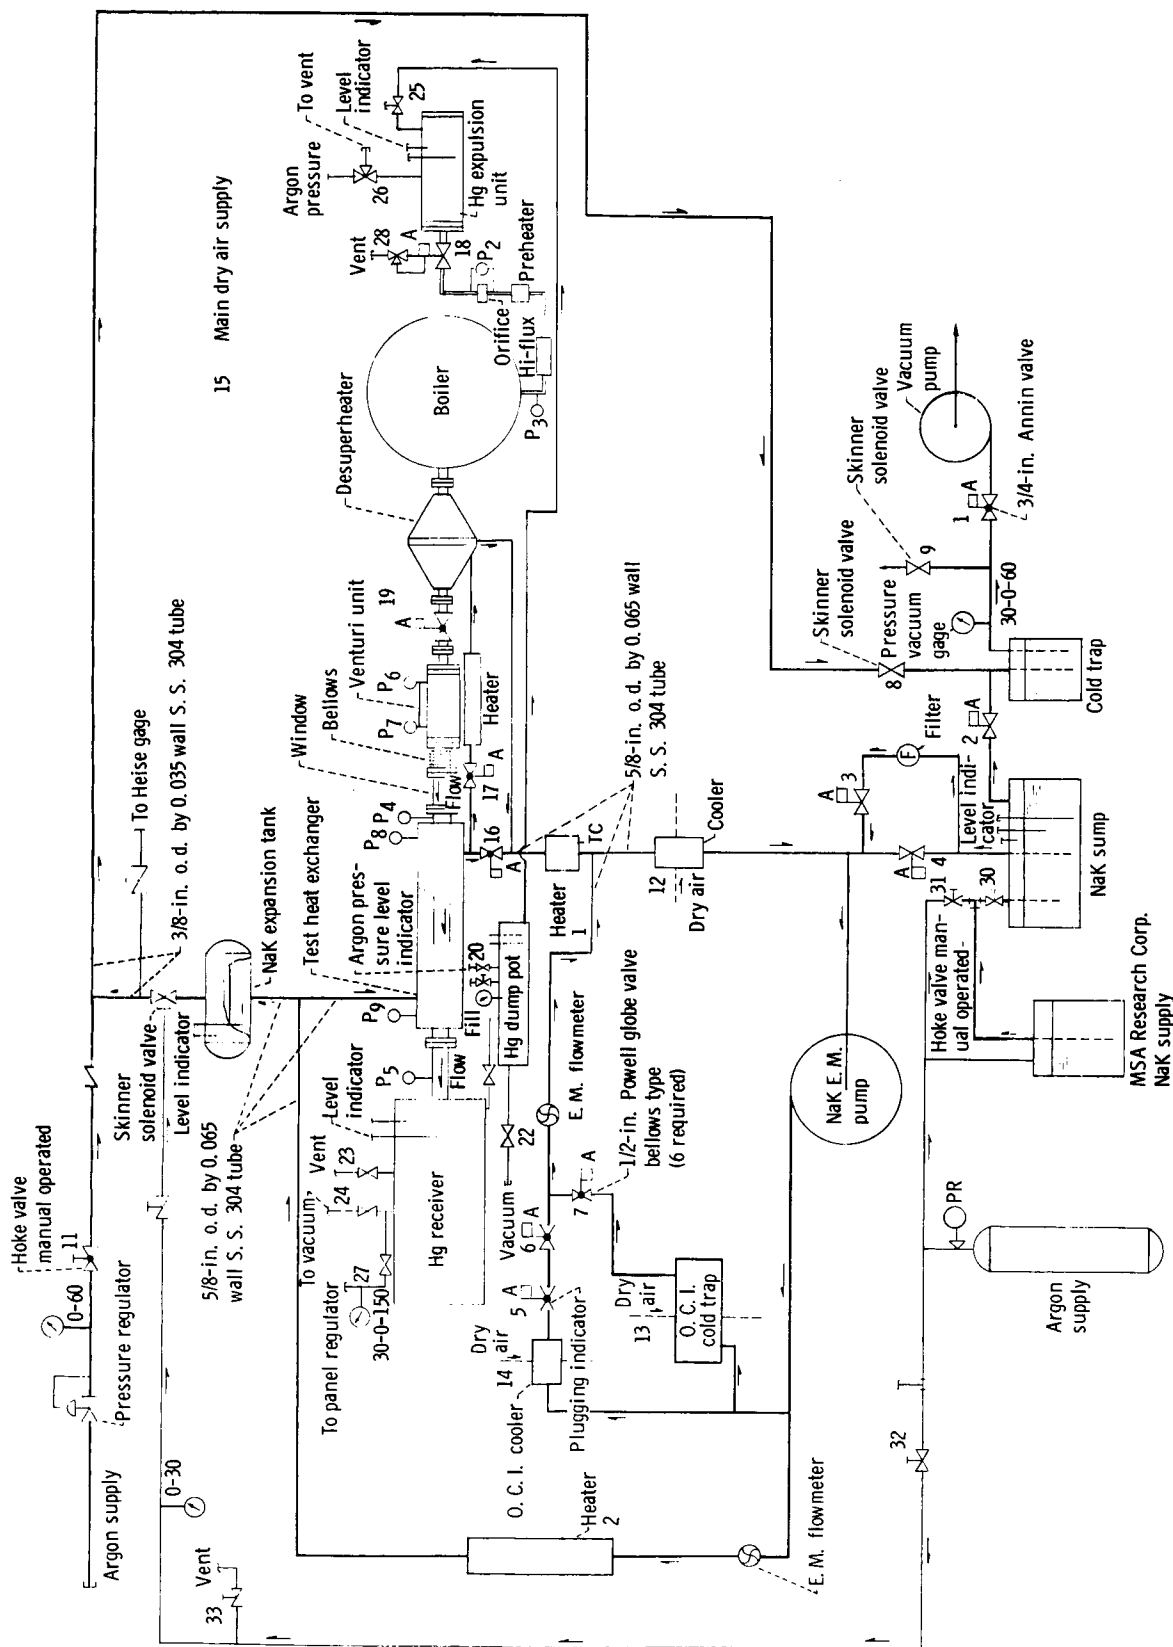 15 Main dry air supply
Argon
pressure
To vent
Level
indicator
25
26
Hg expulsion
unit
Vent
28
A
18
P2
Preheater
Orifice
Hi-flux
P3
Boiler
Desuperheater
19
A
Venturi unit
P6
P7
Bellows
Window
Heater
Flow
A
17
P4
P8
16
A
Test heat exchanger
Argon pres-
sure level
indicator
20
Fill
Hg dump pot
P9
Flow
P5
Level
indicator
Vent
23
To vacuum
24
22
Vacuum
Hg receiver
27
To panel regulator
30-0-150
To Heise gage
3/8-in. o.d. by 0.035 wall S. S. 304 tube
NaK expansion tank
Skinner
solenoid valve
Level indicator
5/8-in. o.d. by 0.065
wall S. S. 304 tube
Hoke valve
manual operated
11
0-60
Pressure regulator
Argon supply
0-30
Vent
33
Heater
1
TC
5/8-in. o.d. by 0.065 wall
S. S. 304 tube
Cooler
12
Dry air
E. M. flowmeter
1/2-in. Powell globe valve
bellows type
(6 required)
A
7
A
6
A
5
Plugging indicator
Dry
air
14
O. C. I. cooler
Dry
air
13
O. C. I.
cold trap
Heater
2
E. M. flowmeter
NaK E. M.
pump
Skinner
solenoid valve
Vacuum
pump
Skinner
solenoid valve
9
A
1
3/4-in. Annin valve
Pressure
vacuum
gage
30-0-60
8
Cold trap
A
2
Filter
F
A
3
Level indi-
cator
A
4
NaK sump
31
30
Hoke valve man-
ual operated
MSA Research Corp.
NaK supply
PR
Argon
supply
32